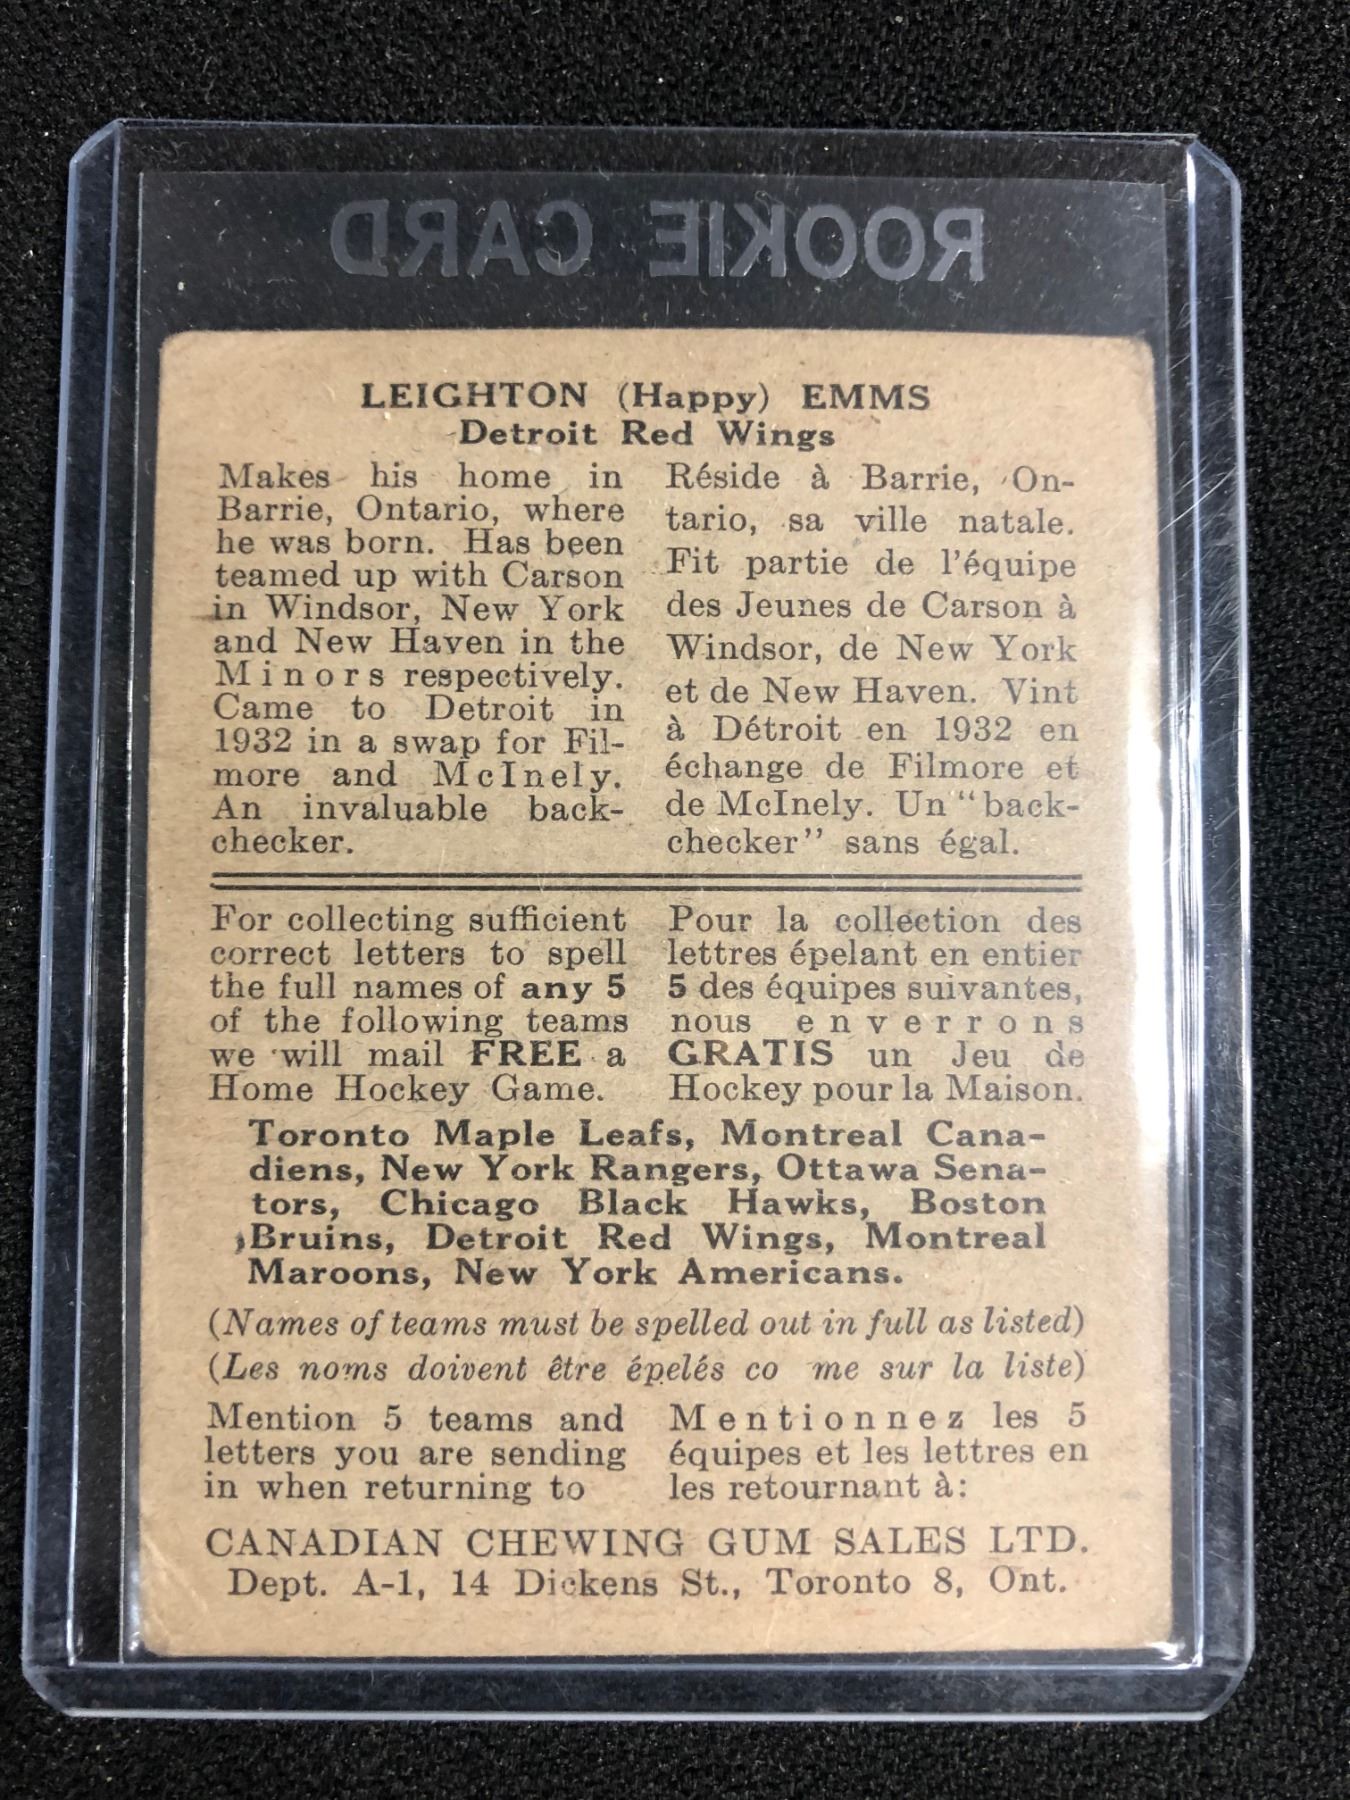 ROOKIE CARD
LEIGHTON (Happy) EMMS
Detroit Red Wings
Makes his home in
Barrie, Ontario, where
he was born. Has been
teamed up with Carson
in Windsor, New York
and New Haven in the
Minors respectively.
Came to Detroit in
1932 in a swap for Fil-
more and McInely.
An invaluable back-
checker.
Réside à Barrie, On-
tario, sa ville natale.
Fit partie de l'équipe
des Jeunes de Carson à
Windsor, de New York
et de New Haven. Vint
à Détroit en 1932 en
échange de Filmore et
de McInely. Un "back-
checker" sans égal.
For collecting sufficient
correct letters to spell
the full names of any 5
of the following teams
we will mail FREE a
Home Hockey Game.
Pour la collection des
lettres épelant en entier
5 des équipes suivantes,
nous enverrons
GRATIS un Jeu de
Hockey pour la Maison.
Toronto Maple Leafs, Montreal Cana-
diens, New York Rangers, Ottawa Sena-
tors, Chicago Black Hawks, Boston
Bruins, Detroit Red Wings, Montreal
Maroons, New York Americans.
(Names of teams must be spelled out in full as listed)
(Les noms doivent être épelés co me sur la liste)
Mention 5 teams and
letters you are sending
in when returning to
Mentionnez les 5
équipes et les lettres en
les retournant à:
CANADIAN CHEWING GUM SALES LTD.
Dept. A-1, 14 Dickens St., Toronto 8, Ont.